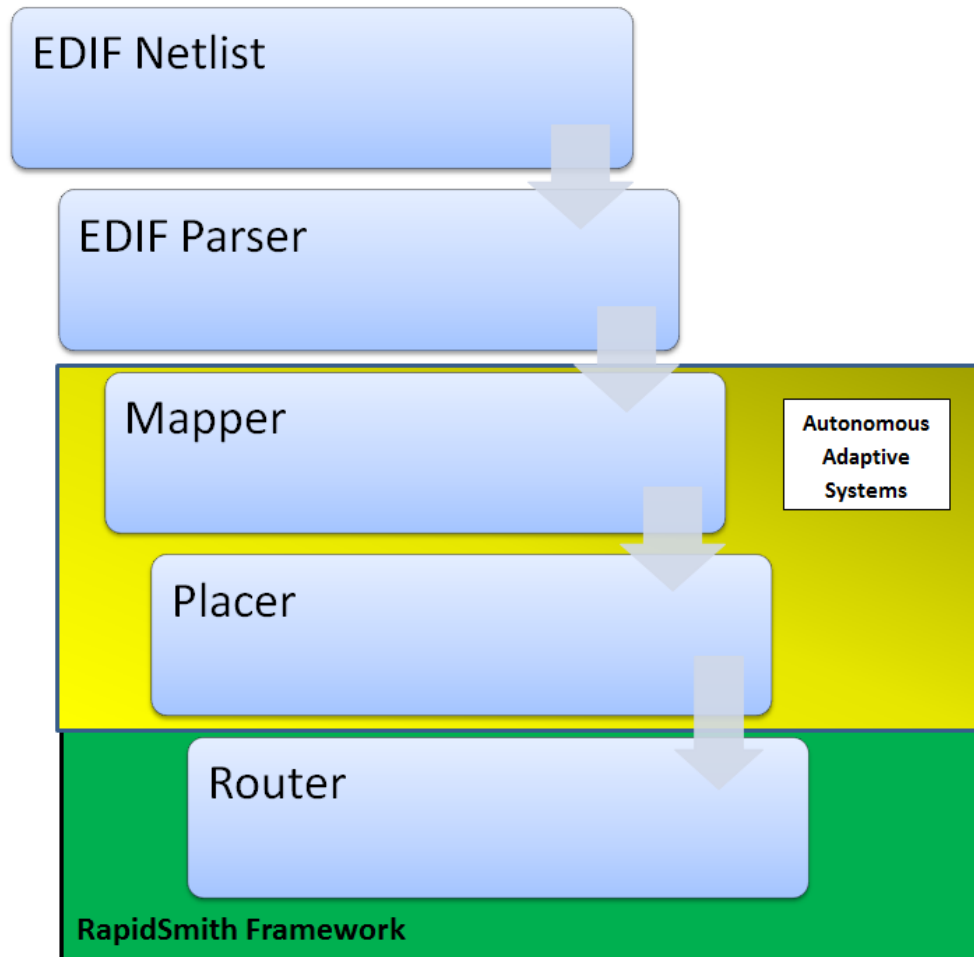 EDIF Netlist
EDIF Parser
Mapper
Autonomous
Adaptive
Systems
Placer
Router
RapidSmith Framework